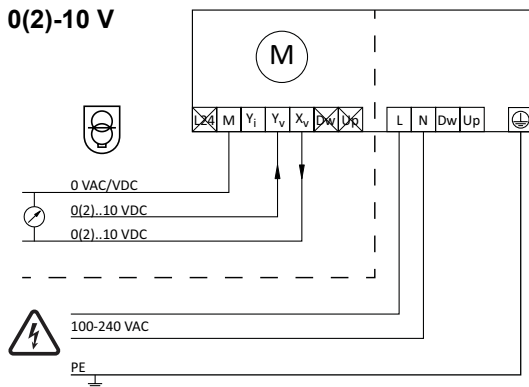 0(2)-10 V
M
L24 M Yi Yv Xv Dw Up L N Dw Up
0 VAC/VDC
0(2)..10 VDC
0(2)..10 VDC
100-240 VAC
PE